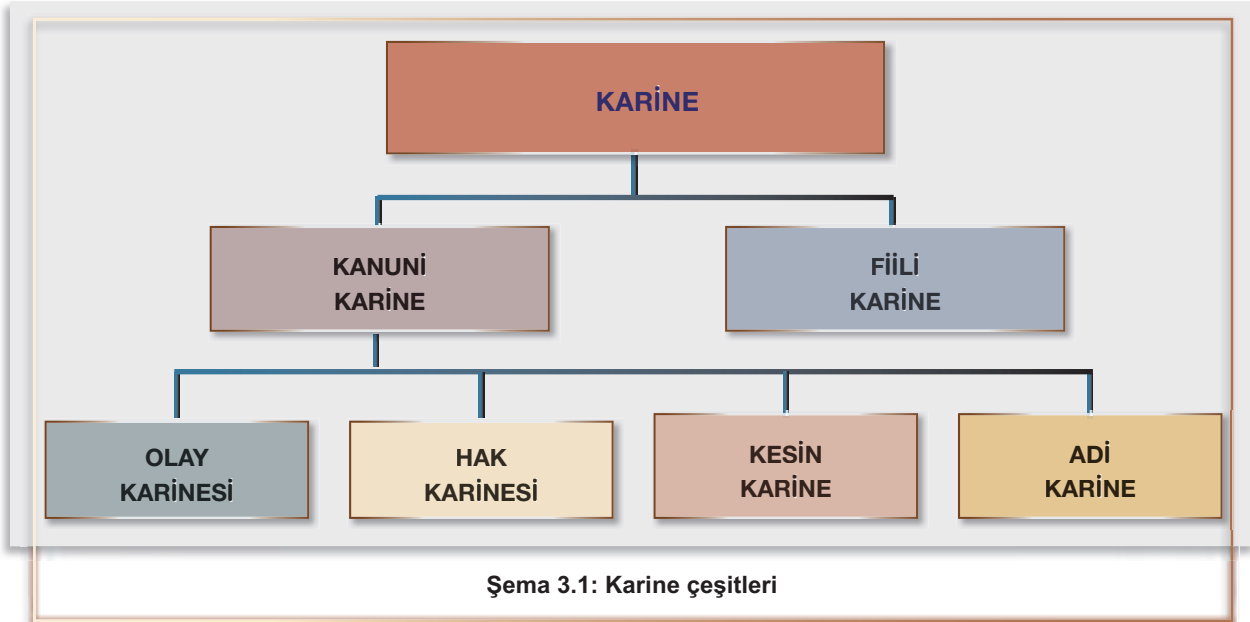 KARİNE
KANUNİ
KARİNE
FİİLİ
KARİNE
OLAY
KARİNESİ
HAK
KARİNESİ
KESİN
KARİNE
ADİ
KARİNE
Şema 3.1: Karine çeşitleri